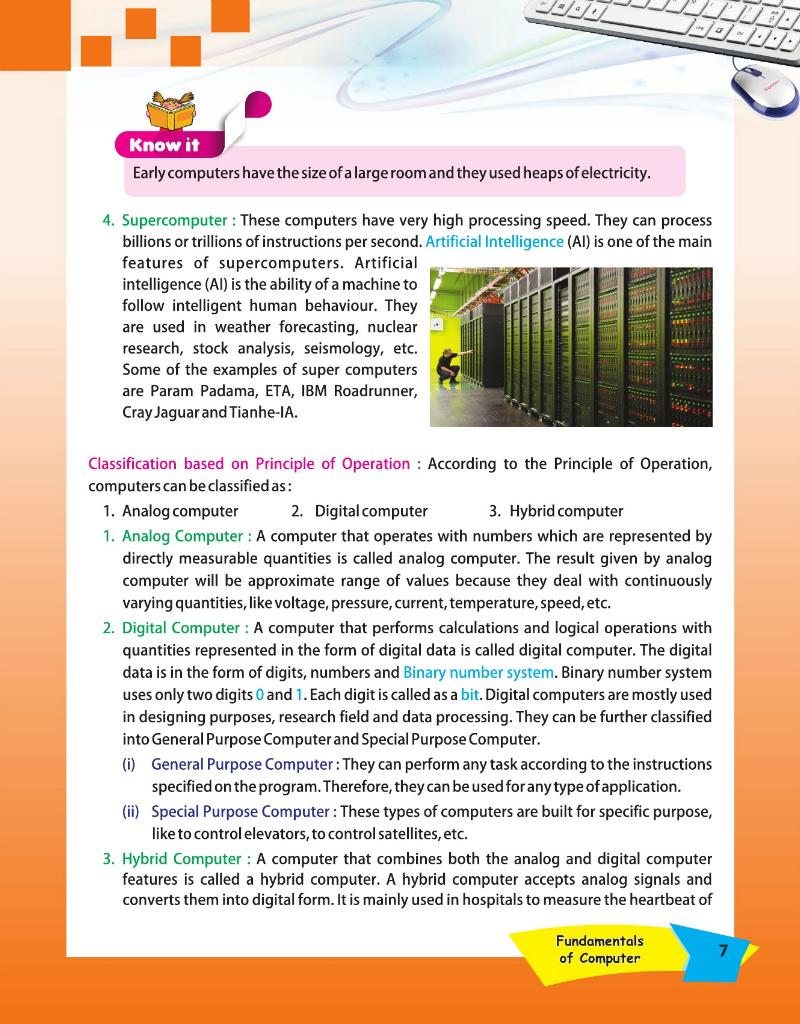 Know it
Early computers have the size of a large room and they used heaps of electricity.
4. Supercomputer : These computers have very high processing speed. They can process
billions or trillions of instructions per second. Artificial Intelligence (AI) is one of the main
features of supercomputers. Artificial
intelligence (AI) is the ability of a machine to
follow intelligent human behaviour. They
are used in weather forecasting, nuclear
research, stock analysis, seismology, etc.
Some of the examples of super computers
are Param Padama, ETA, IBM Roadrunner,
Cray Jaguar and Tianhe-IA.
Classification based on Principle of Operation : According to the Principle of Operation,
computers can be classified as :
1. Analog computer 2. Digital computer 3. Hybrid computer
1. Analog Computer : A computer that operates with numbers which are represented by
directly measurable quantities is called analog computer. The result given by analog
computer will be approximate range of values because they deal with continuously
varying quantities, like voltage, pressure, current, temperature, speed, etc.
2. Digital Computer : A computer that performs calculations and logical operations with
quantities represented in the form of digital data is called digital computer. The digital
data is in the form of digits, numbers and Binary number system. Binary number system
uses only two digits 0 and 1. Each digit is called as a bit. Digital computers are mostly used
in designing purposes, research field and data processing. They can be further classified
into General Purpose Computer and Special Purpose Computer.
(i) General Purpose Computer : They can perform any task according to the instructions
specified on the program. Therefore, they can be used for any type of application.
(ii) Special Purpose Computer : These types of computers are built for specific purpose,
like to control elevators, to control satellites, etc.
3. Hybrid Computer : A computer that combines both the analog and digital computer
features is called a hybrid computer. A hybrid computer accepts analog signals and
converts them into digital form. It is mainly used in hospitals to measure the heartbeat of
Fundamentals
of Computer
7